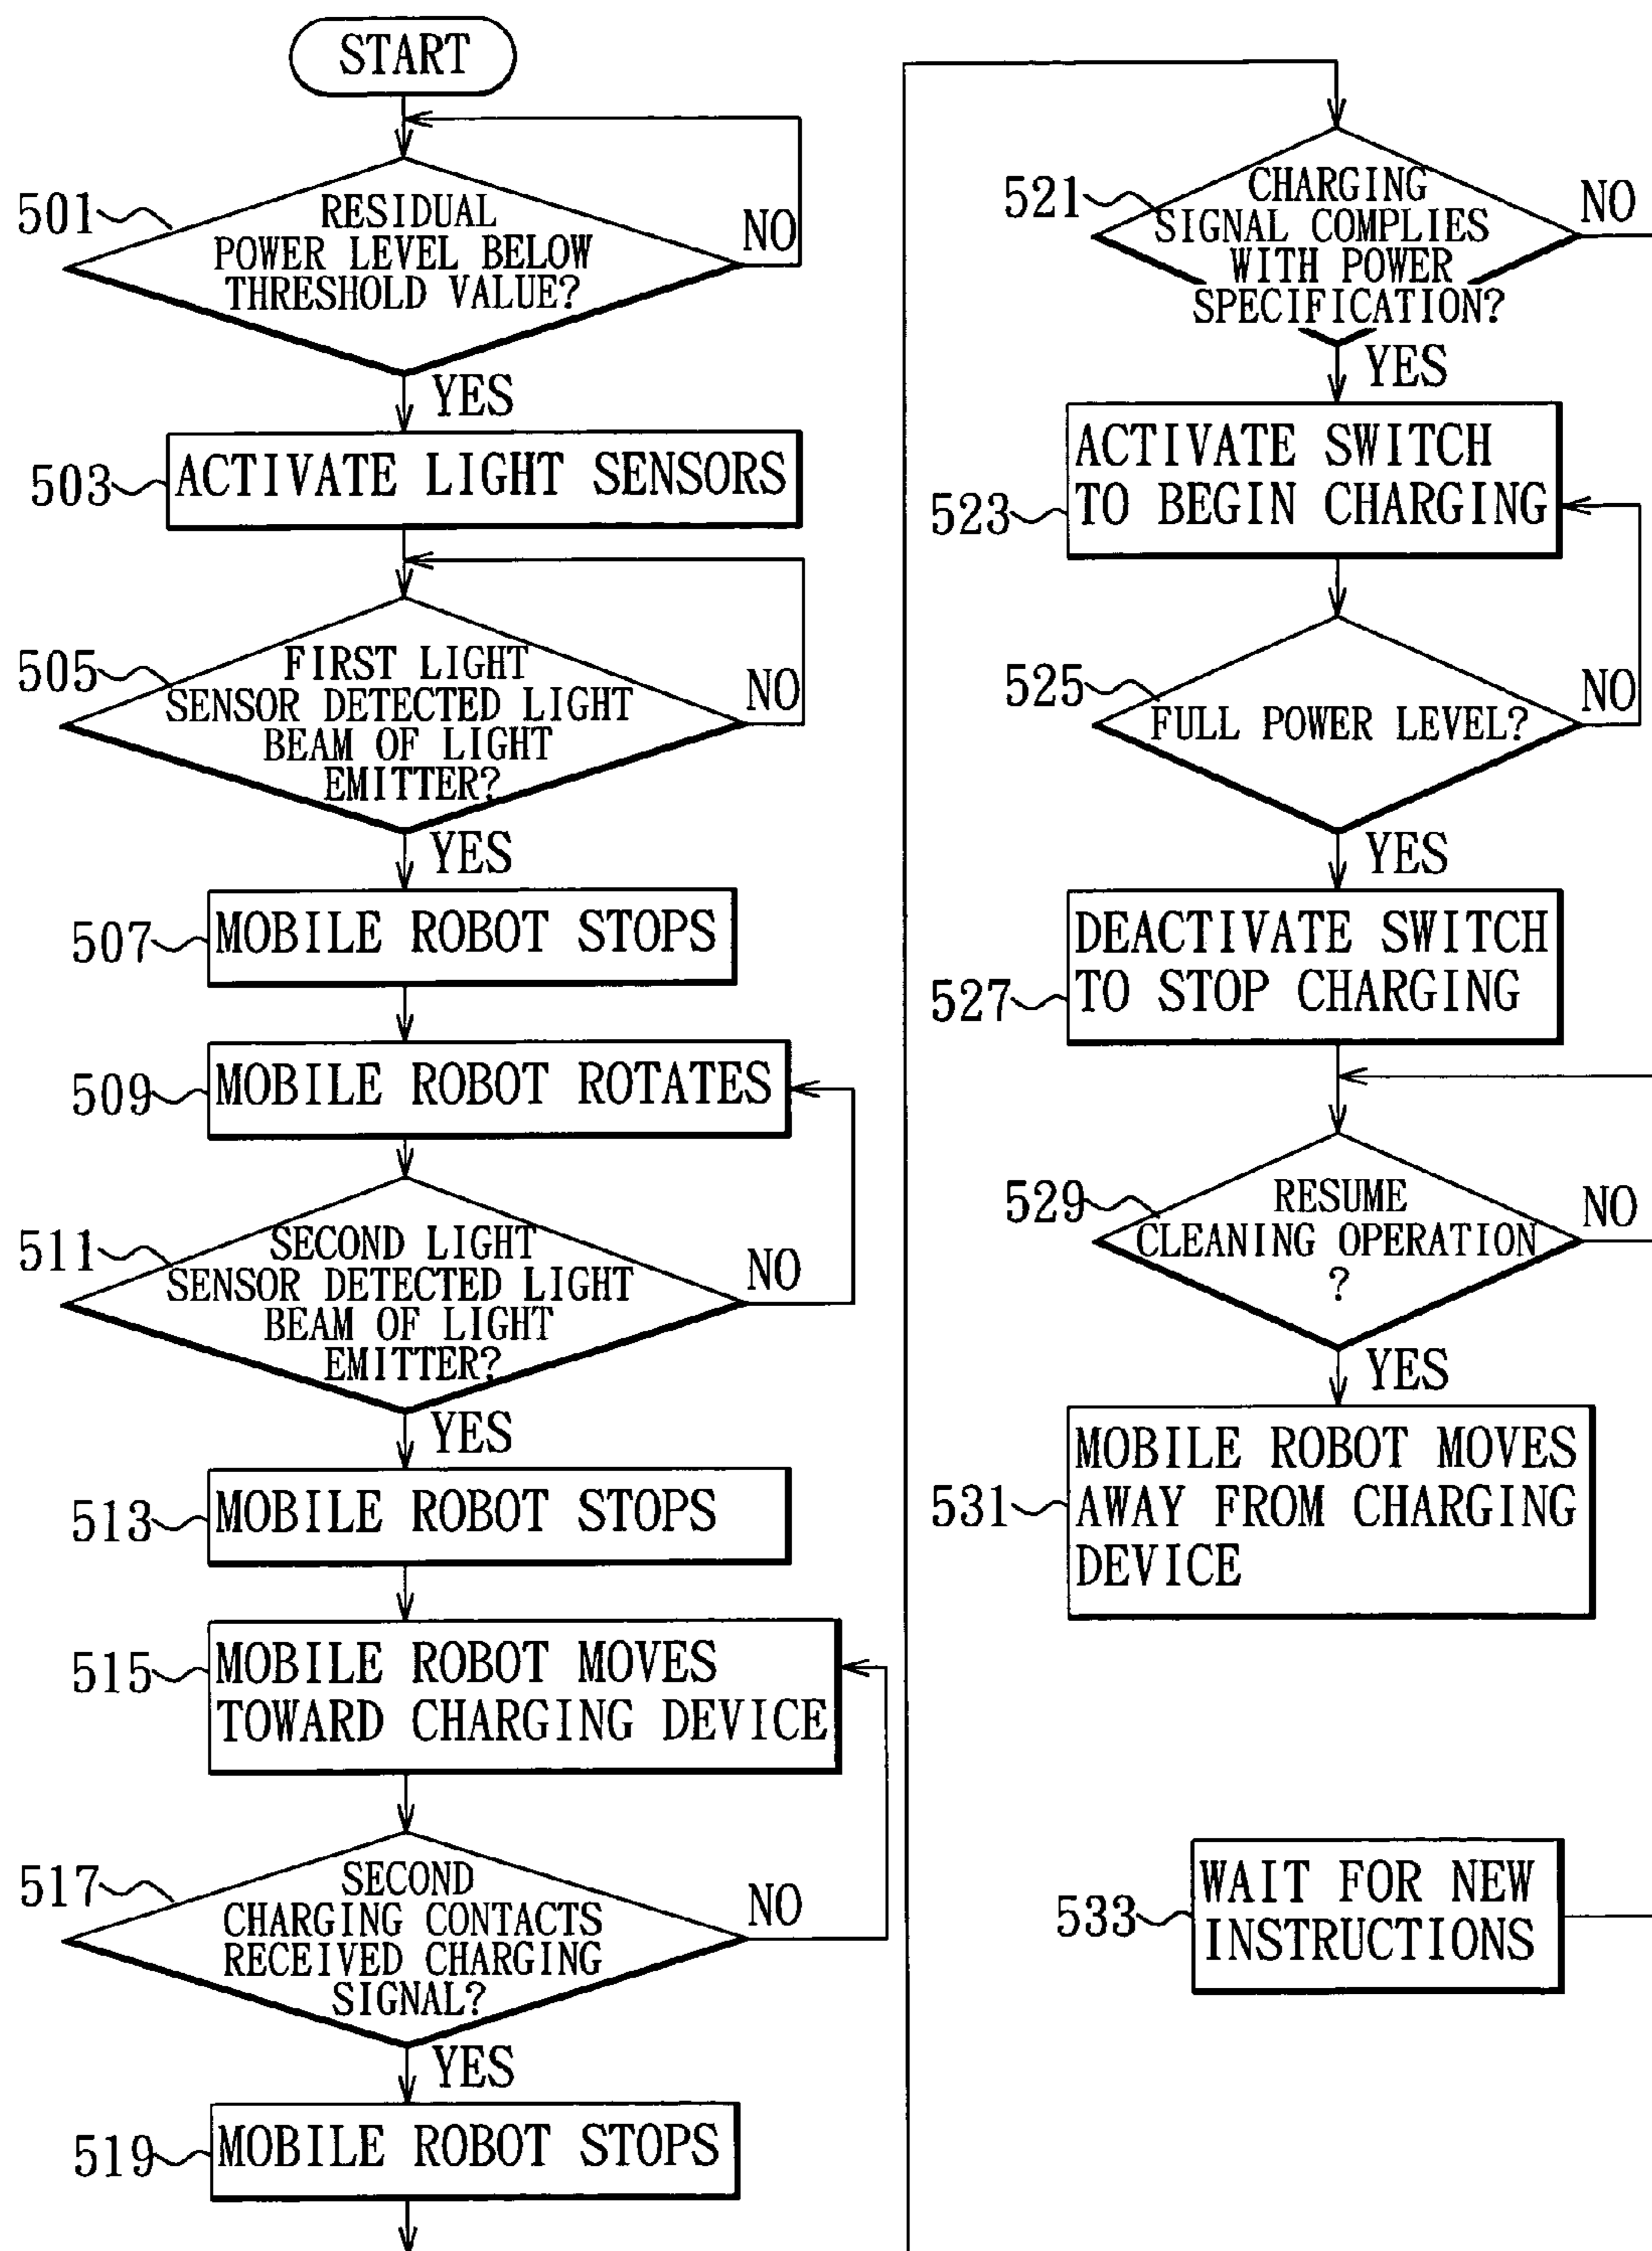 START
501
RESIDUAL
POWER LEVEL BELOW
THRESHOLD VALUE?
NO
YES
503
ACTIVATE LIGHT SENSORS
505
FIRST LIGHT
SENSOR DETECTED LIGHT
BEAM OF LIGHT
EMITTER?
NO
YES
507
MOBILE ROBOT STOPS
509
MOBILE ROBOT ROTATES
511
SECOND LIGHT
SENSOR DETECTED LIGHT
BEAM OF LIGHT
EMITTER?
NO
YES
513
MOBILE ROBOT STOPS
515
MOBILE ROBOT MOVES
TOWARD CHARGING DEVICE
517
SECOND
CHARGING CONTACTS
RECEIVED CHARGING
SIGNAL?
NO
YES
519
MOBILE ROBOT STOPS
521
CHARGING
SIGNAL COMPLIES
WITH POWER
SPECIFICATION?
NO
YES
523
ACTIVATE SWITCH
TO BEGIN CHARGING
525
FULL POWER LEVEL?
NO
YES
527
DEACTIVATE SWITCH
TO STOP CHARGING
529
RESUME
CLEANING OPERATION
?
NO
YES
531
MOBILE ROBOT MOVES
AWAY FROM CHARGING
DEVICE
533
WAIT FOR NEW
INSTRUCTIONS